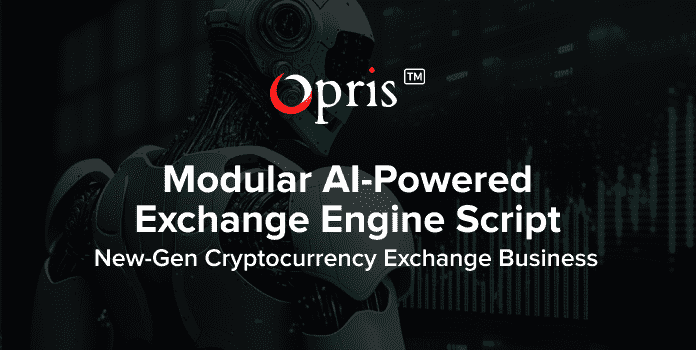 Opris™
Modular AI-Powered
Exchange Engine Script
New-Gen Cryptocurrency Exchange Business